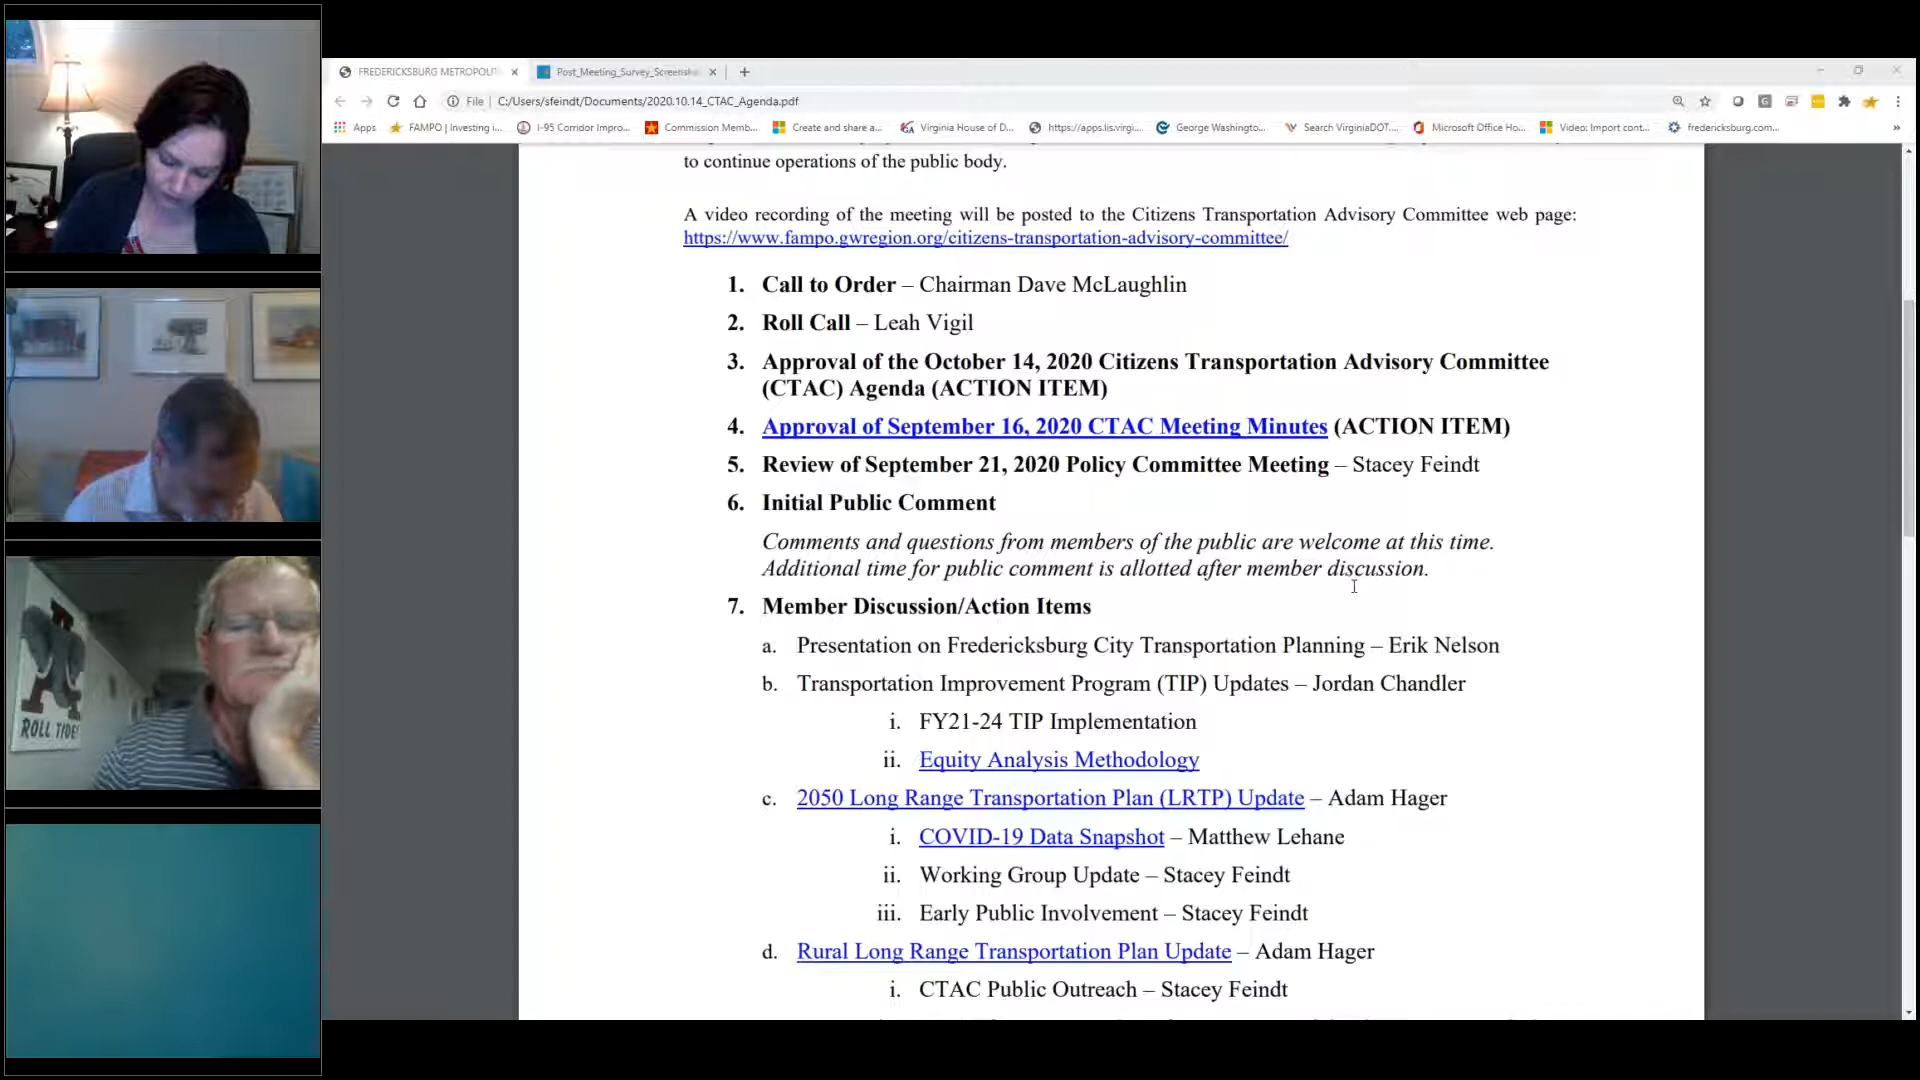 FREDERICKSBURG METROPOLIT
Post_Meeting_Survey_Screensho
File | C:/Users/sfeindt/Documents/2020.10.14_CTAC_Agenda.pdf
Apps FAMPO | Investing i... I-95 Corridor Impro... Commission Memb... Create and share a... Virginia House of D... https://apps.lis.virgi... George Washingto... Search VirginiaDOT.... Microsoft Office Ho... Video: Import cont... fredericksburg.com...
to continue operations of the public body.
A video recording of the meeting will be posted to the Citizens Transportation Advisory Committee web page:
https://www.fampo.gwregion.org/citizens-transportation-advisory-committee/
1. Call to Order – Chairman Dave McLaughlin
2. Roll Call – Leah Vigil
3. Approval of the October 14, 2020 Citizens Transportation Advisory Committee
(CTAC) Agenda (ACTION ITEM)
4. Approval of September 16, 2020 CTAC Meeting Minutes (ACTION ITEM)
5. Review of September 21, 2020 Policy Committee Meeting – Stacey Feindt
6. Initial Public Comment
Comments and questions from members of the public are welcome at this time.
Additional time for public comment is allotted after member discussion.
7. Member Discussion/Action Items
a. Presentation on Fredericksburg City Transportation Planning – Erik Nelson
b. Transportation Improvement Program (TIP) Updates – Jordan Chandler
i. FY21-24 TIP Implementation
ii. Equity Analysis Methodology
c. 2050 Long Range Transportation Plan (LRTP) Update – Adam Hager
i. COVID-19 Data Snapshot – Matthew Lehane
ii. Working Group Update – Stacey Feindt
iii. Early Public Involvement – Stacey Feindt
d. Rural Long Range Transportation Plan Update – Adam Hager
i. CTAC Public Outreach – Stacey Feindt
A
ROLL TIDE!